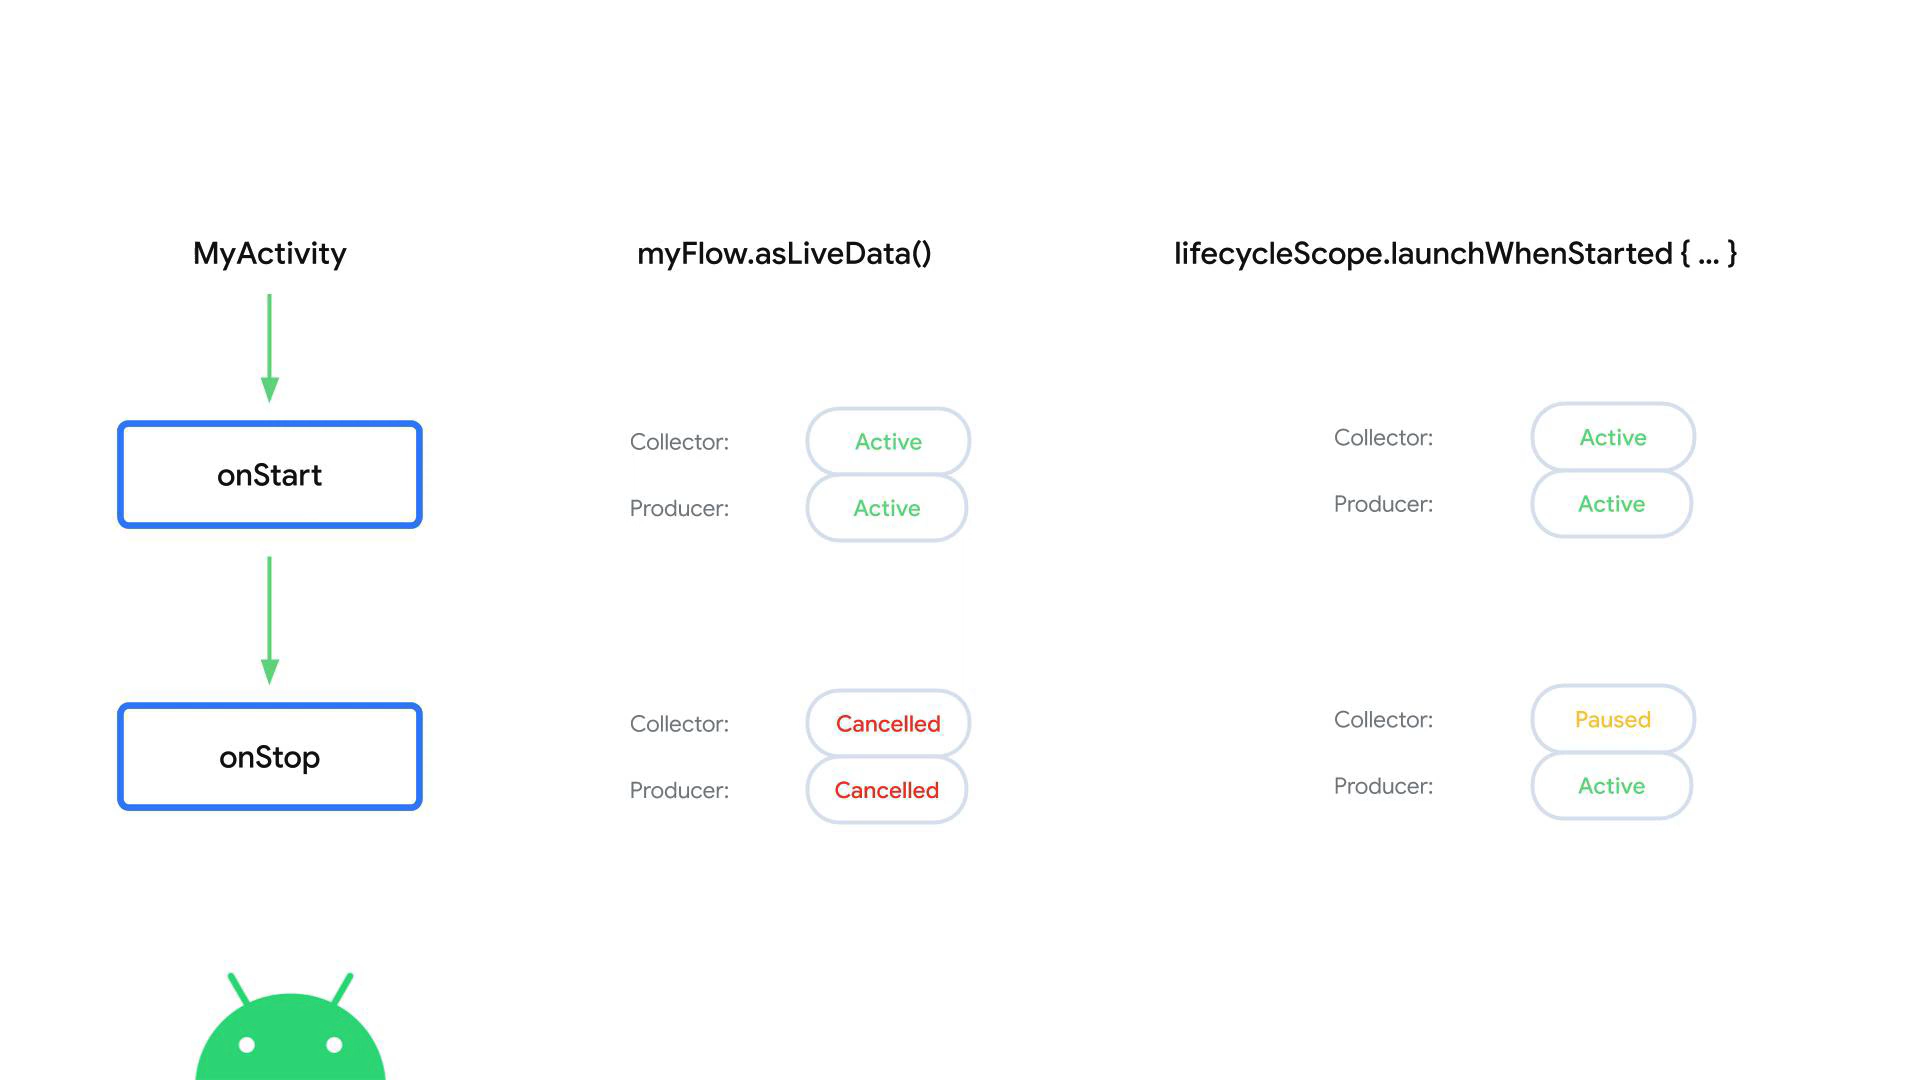 MyActivity
myFlow.asLiveData()
lifecycleScope.launchWhenStarted { ... }
onStart
Collector: Active
Producer: Active
Collector: Active
Producer: Active
onStop
Collector: Cancelled
Producer: Cancelled
Collector: Paused
Producer: Active